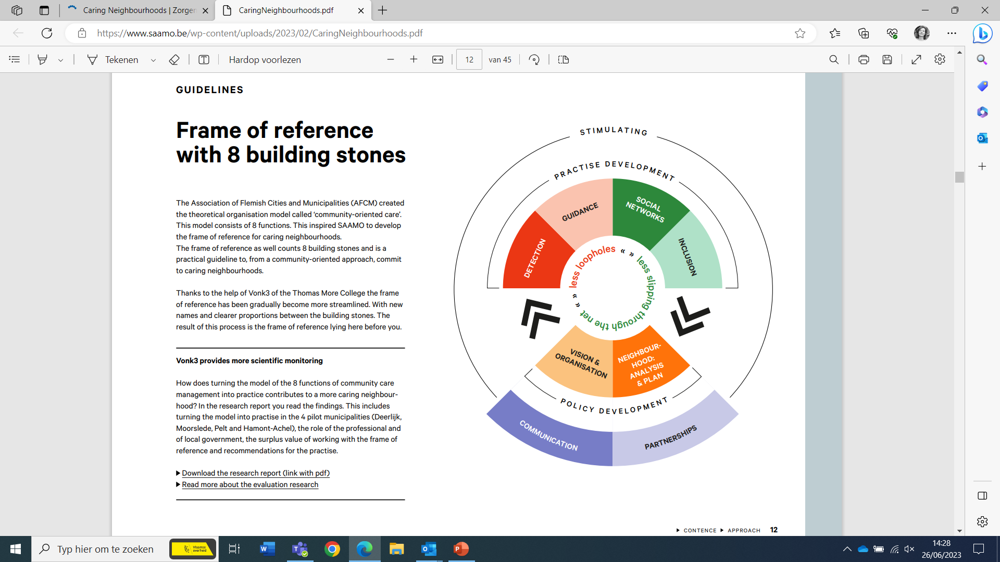 Caring Neighbourhoods | Zorgen
CaringNeighbourhoods.pdf
https://www.saamo.be/wp-content/uploads/2023/02/CaringNeighbourhoods.pdf
Tekenen
Hardop voorlezen
12
van 45
GUIDELINES
Frame of reference
with 8 building stones
The Association of Flemish Cities and Municipalities (AFCM) created
the theoretical organisation model called ‘community-oriented care’.
This model consists of 8 functions. This inspired SAAMO to develop
the frame of reference for caring neighbourhoods.
The frame of reference as well counts 8 building stones and is a
practical guideline to, from a community-oriented approach, commit
to caring neighbourhoods.
Thanks to the help of Vonk3 of the Thomas More College the frame
of reference has been gradually become more streamlined. With new
names and clearer proportions between the building stones. The
result of this process is the frame of reference lying here before you.
Vonk3 provides more scientific monitoring
How does turning the model of the 8 functions of community care
management into practice contributes to a more caring neighbour-
hood? In the research report you read the findings. This includes
turning the model into practise in the 4 pilot municipalities (Deerlijk,
Moorslede, Pelt and Hamont-Achel), the role of the professional and
of local government, the surplus value of working with the frame of
reference and recommendations for the practise.
Download the research report (link with pdf)
Read more about the evaluation research
STIMULATING
PRACTISE DEVELOPMENT
DETECTION
GUIDANCE
SOCIAL
NETWORKS
INCLUSION
« less loopholes «
» less slipping through the net »
VISION &
ORGANISATION
NEIGHBOUR-
HOOD:
ANALYSIS
& PLAN
POLICY DEVELOPMENT
COMMUNICATION
PARTNERSHIPS
CONTENCE
APPROACH
12
Typ hier om te zoeken
Vlaamse
overheid
14:28
26/06/2023